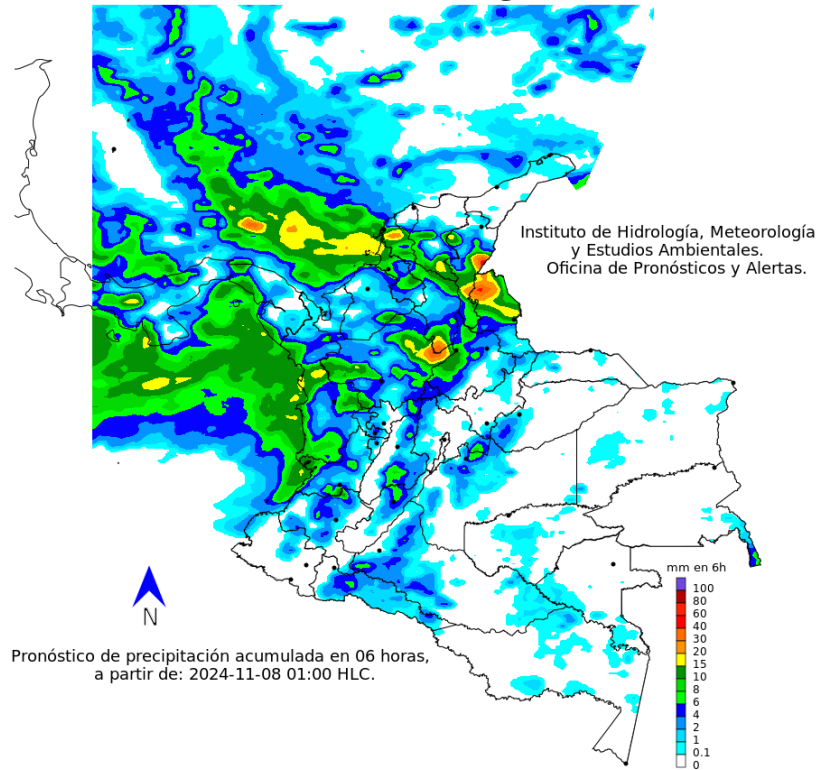 Instituto de Hidrología, Meteorología
y Estudios Ambientales.
Oficina de Pronósticos y Alertas.
mm en 6h
100
80
60
40
30
20
15
10
8
6
4
2
1
0.1
0
N
Pronóstico de precipitación acumulada en 06 horas,
a partir de: 2024-11-08 01:00 HLC.